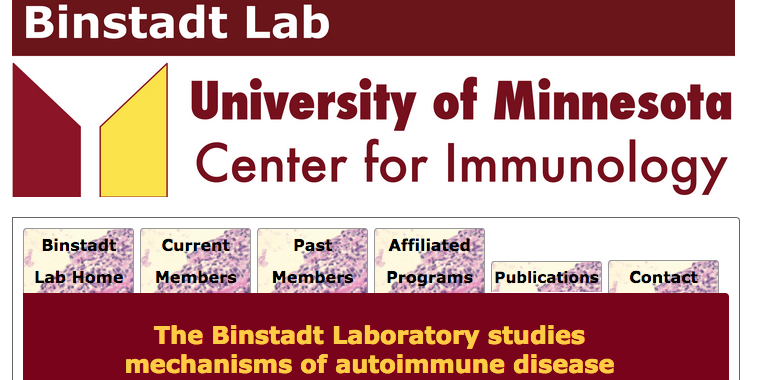 Binstadt Lab
University of Minnesota
Center for Immunology
Binstadt
Lab Home
Current
Members
Past
Members
Affiliated
Programs
Publications
Contact
The Binstadt Laboratory studies
mechanisms of autoimmune disease